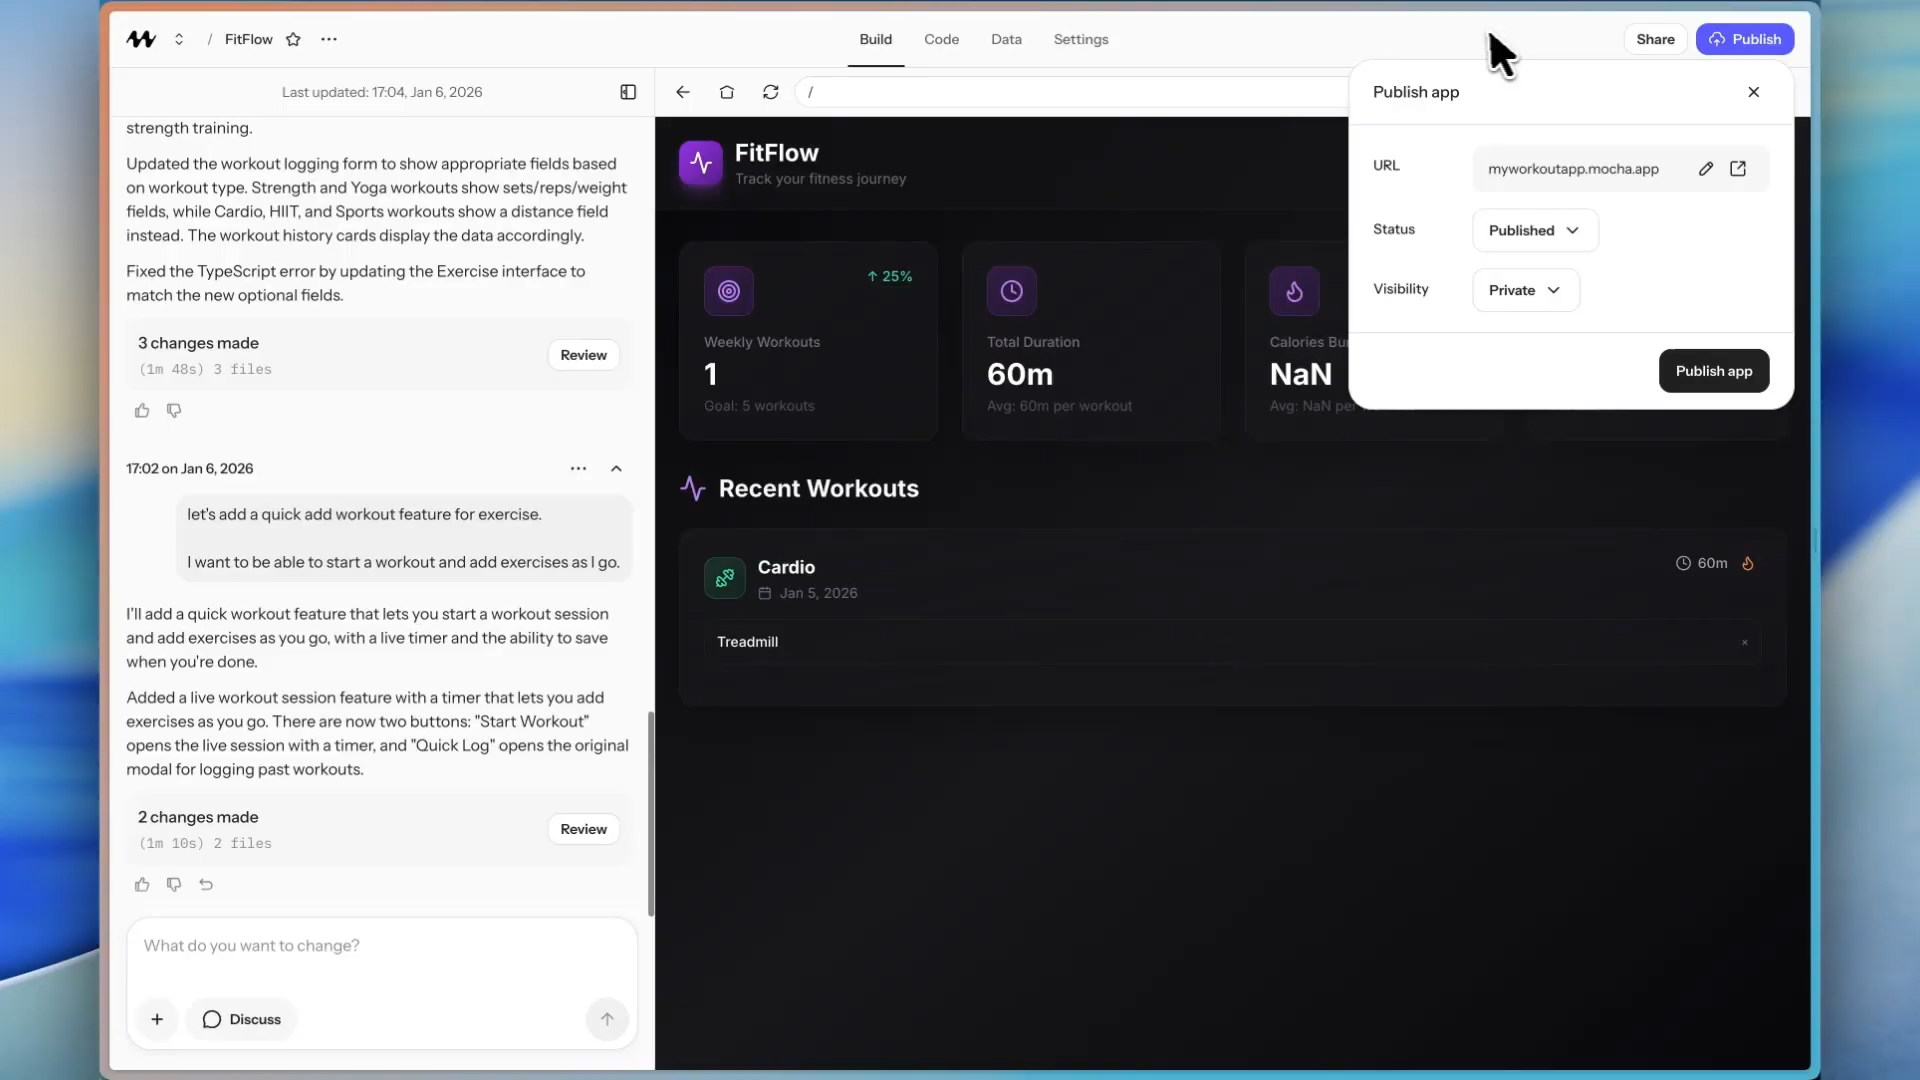 / FitFlow
Build Code Data Settings
Share
Publish
Last updated: 17:04, Jan 6, 2026
strength training.
Updated the workout logging form to show appropriate fields based
on workout type. Strength and Yoga workouts show sets/reps/weight
fields, while Cardio, HIIT, and Sports workouts show a distance field
instead. The workout history cards display the data accordingly.
Fixed the TypeScript error by updating the Exercise interface to
match the new optional fields.
3 changes made
(1m 48s) 3 files
Review
17:02 on Jan 6, 2026
let's add a quick add workout feature for exercise.
I want to be able to start a workout and add exercises as I go.
I'll add a quick workout feature that lets you start a workout session
and add exercises as you go, with a live timer and the ability to save
when you're done.
Added a live workout session feature with a timer that lets you add
exercises as you go. There are now two buttons: "Start Workout"
opens the live session with a timer, and "Quick Log" opens the original
modal for logging past workouts.
2 changes made
(1m 10s) 2 files
Review
What do you want to change?
Discuss
/
FitFlow
Track your fitness journey
↑ 25%
Weekly Workouts
1
Goal: 5 workouts
Total Duration
60m
Avg: 60m per workout
Calories Bu
NaN
Avg: NaN per
Recent Workouts
Cardio
Jan 5, 2026
60m
Treadmill
×
Publish app
URL
myworkoutapp.mocha.app
Status
Published
Visibility
Private
Publish app